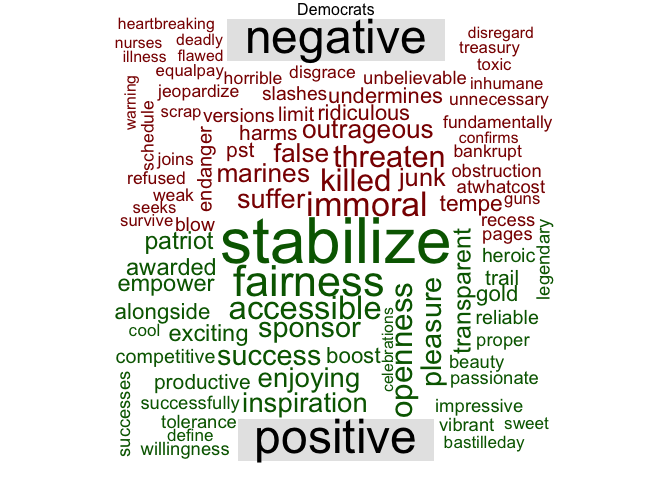 Democrats
negative
heartbreaking
nurses
deadly
illness
flawed
disregard
treasury
toxic
equalpay
horrible
disgrace
unbelievable
inhumane
warning
jeopardize
slashes
undermines
unnecessary
schedule
scrap
versions
limit
ridiculous
fundamentally
harms
outrageous
confirms
joins
endanger
pst
false
threaten
bankrupt
refused
marines
killed
junk
obstruction
atwhatcost
weak
suffer
immoral
tempe
guns
seeks
survive
blow
recess
pages
patriot
stabilize
transparent
heroic
legendary
awarded
fairness
trail
empower
accessible
openness
pleasure
gold
alongside
sponsor
celebrations
reliable
cool
exciting
proper
competitive
success
boost
beauty
successes
productive
enjoying
passionate
successfully
inspiration
impressive
tolerance
define
willingness
positive
vibrant
sweet
bastilleday